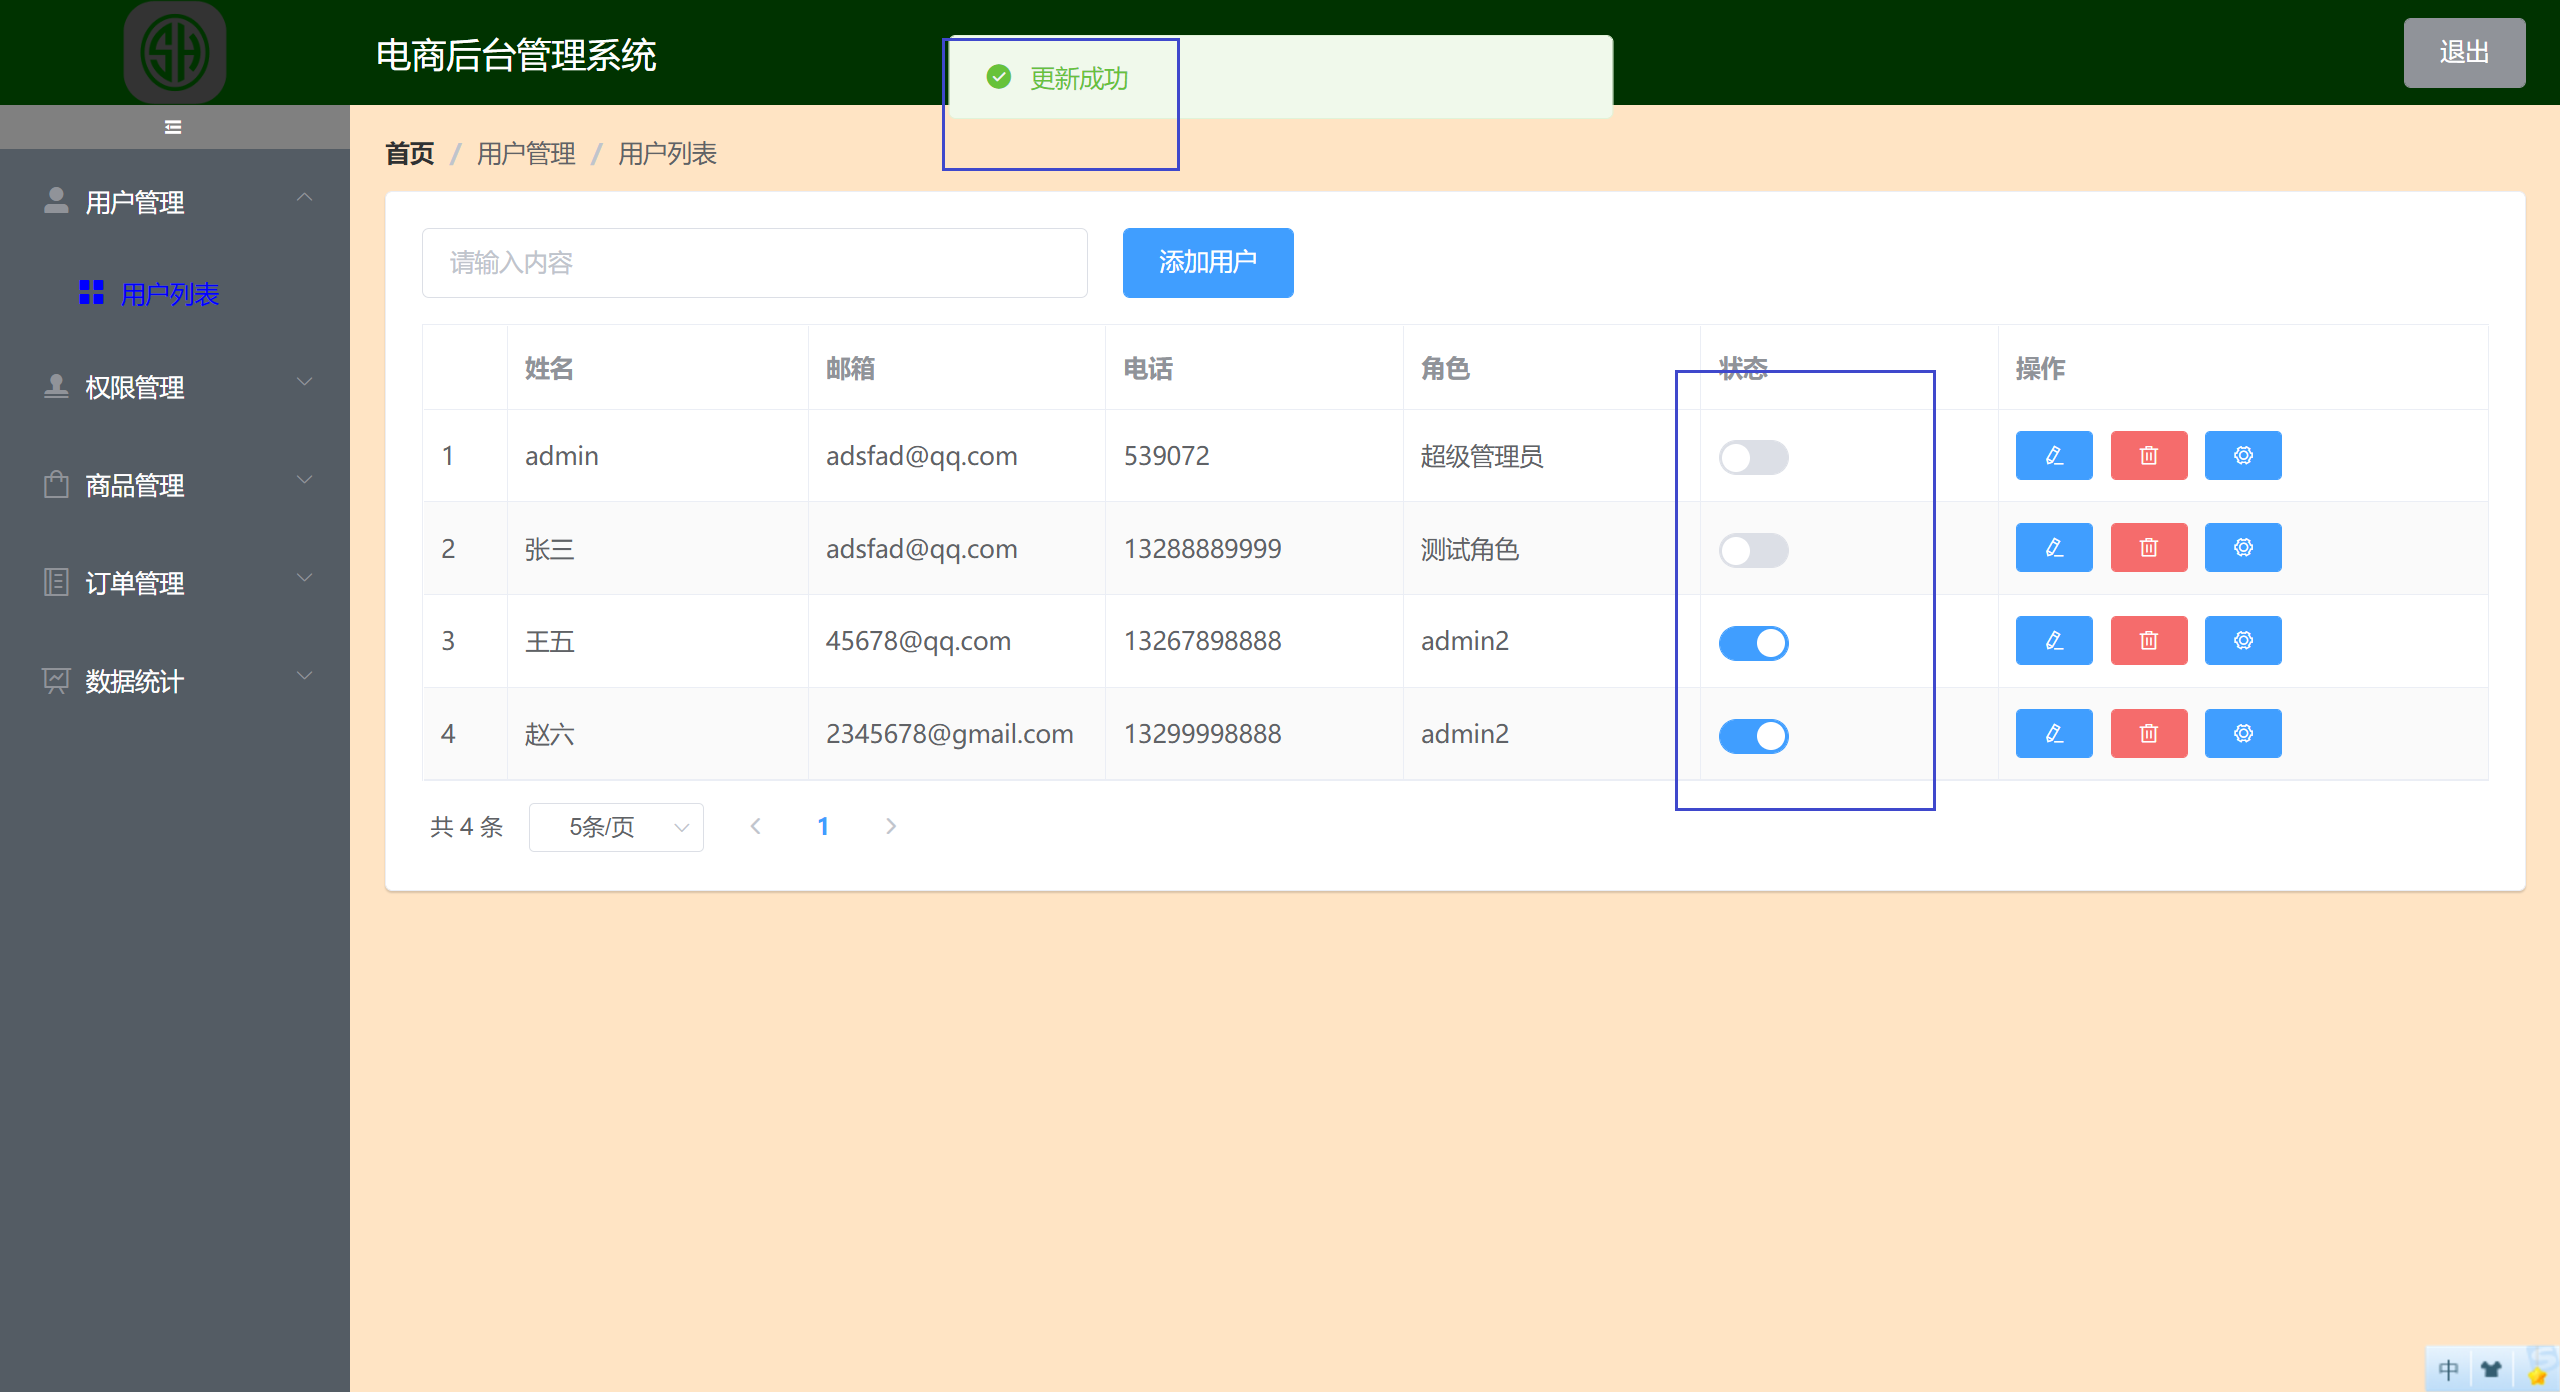 电商后台管理系统
更新成功
退出
首页 / 用户管理 / 用户列表
用户管理
用户列表
权限管理
商品管理
订单管理
数据统计
请输入内容
添加用户
姓名 邮箱 电话 角色 状态 操作
1 admin adsfad@qq.com 539072 超级管理员
2 张三 adsfad@qq.com 13288889999 测试角色
3 王五 45678@qq.com 13267898888 admin2
4 赵六 2345678@gmail.com 13299998888 admin2
共 4 条 5条/页 1
中